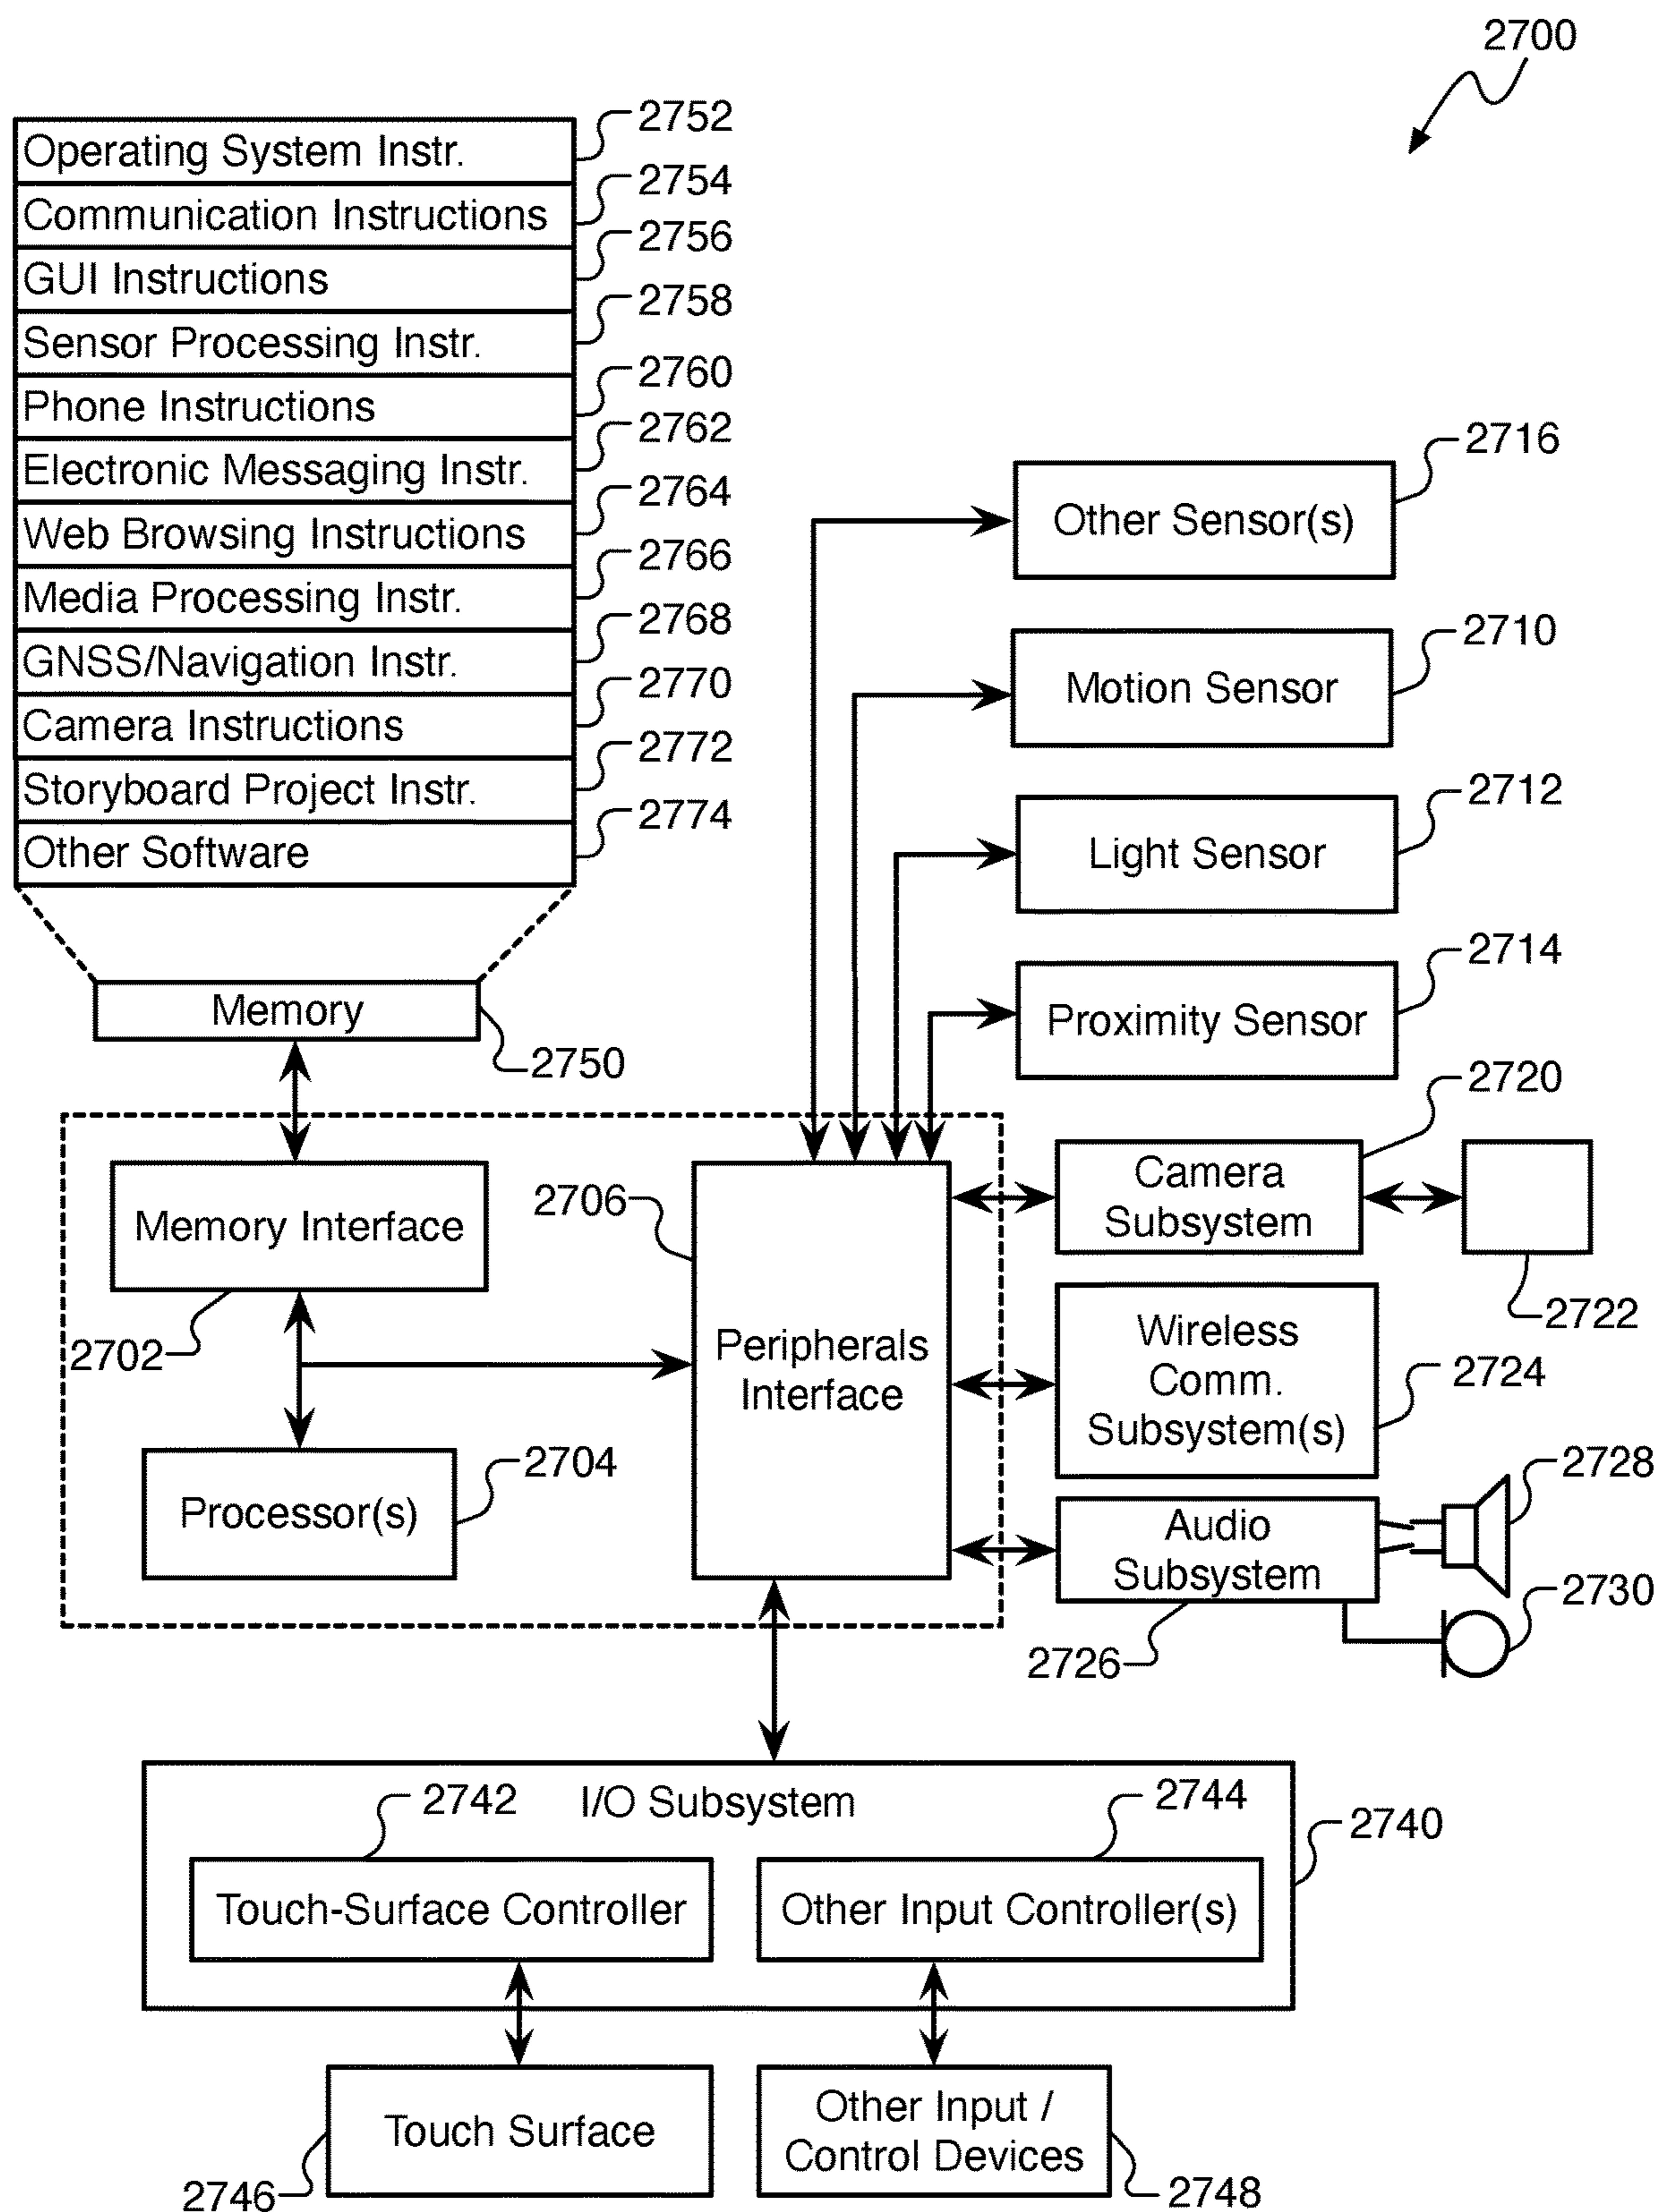 2700
Operating System Instr.
2752
Communication Instructions
2754
GUI Instructions
2756
Sensor Processing Instr.
2758
Phone Instructions
2760
Electronic Messaging Instr.
2762
Web Browsing Instructions
2764
Media Processing Instr.
2766
GNSS/Navigation Instr.
2768
Camera Instructions
2770
Storyboard Project Instr.
2772
Other Software
2774
Memory
2750
Other Sensor(s)
2716
Motion Sensor
2710
Light Sensor
2712
Proximity Sensor
2714
Memory Interface
2702
Processor(s)
2704
2706
Peripherals
Interface
Camera
Subsystem
2720
2722
Wireless
Comm.
Subsystem(s)
2724
Audio
Subsystem
2726
2728
2730
I/O Subsystem
2740
2742
Touch-Surface Controller
2744
Other Input Controller(s)
Touch Surface
2746
Other Input /
Control Devices
2748